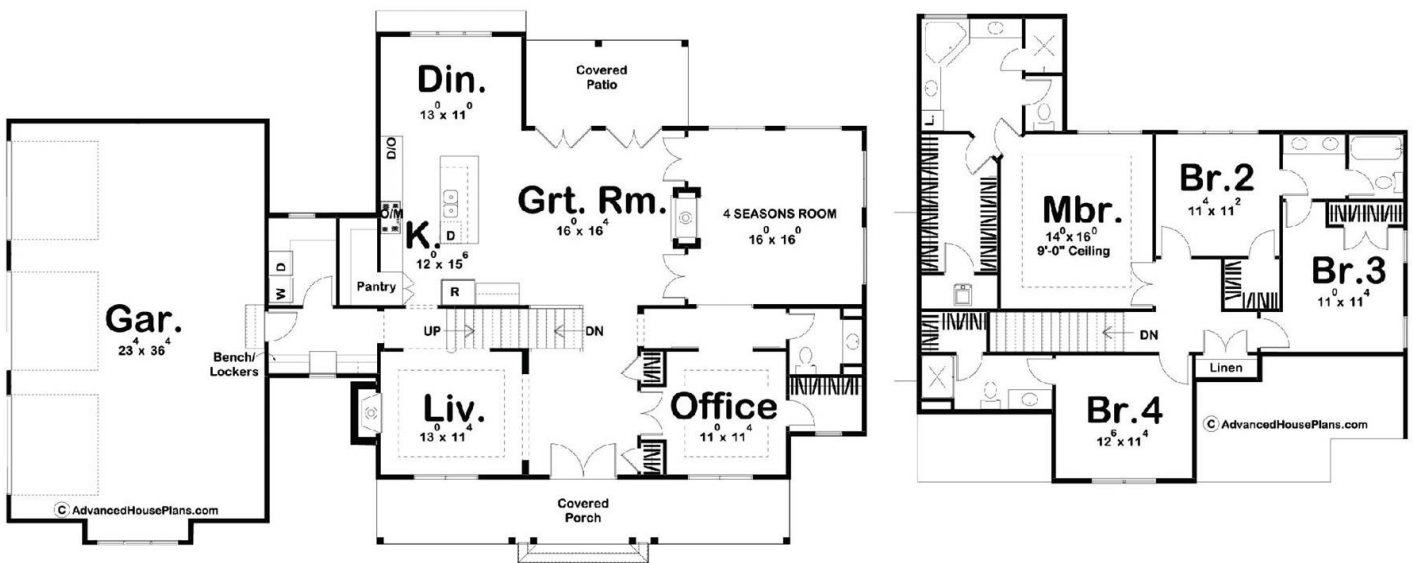 Din.
13⁰ x 11⁰
Covered
Patio
D/O
O/M
D
K.
12⁰ x 15⁶
Grt. Rm.
16⁰ x 16⁴
4 SEASONS ROOM
16⁰ x 16⁰
D
W
Pantry
R
Gar.
23⁴ x 36⁴
Bench/
Lockers
UP
DN
Liv.
13⁰ x 11⁴
Office
11⁰ x 11⁴
Covered
Porch
© AdvancedHousePlans.com
L.
Mbr.
14⁰ x 16⁰
9'-0" Ceiling
Br.2
11⁴ x 11²
Br.3
11⁰ x 11⁴
DN
Linen
Br.4
12⁶ x 11⁴
© AdvancedHousePlans.com